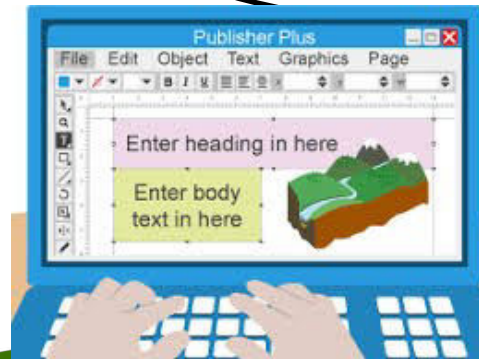 Publisher Plus
File Edit Object Text Graphics Page
B I U
Enter heading in here
Enter body
text in here